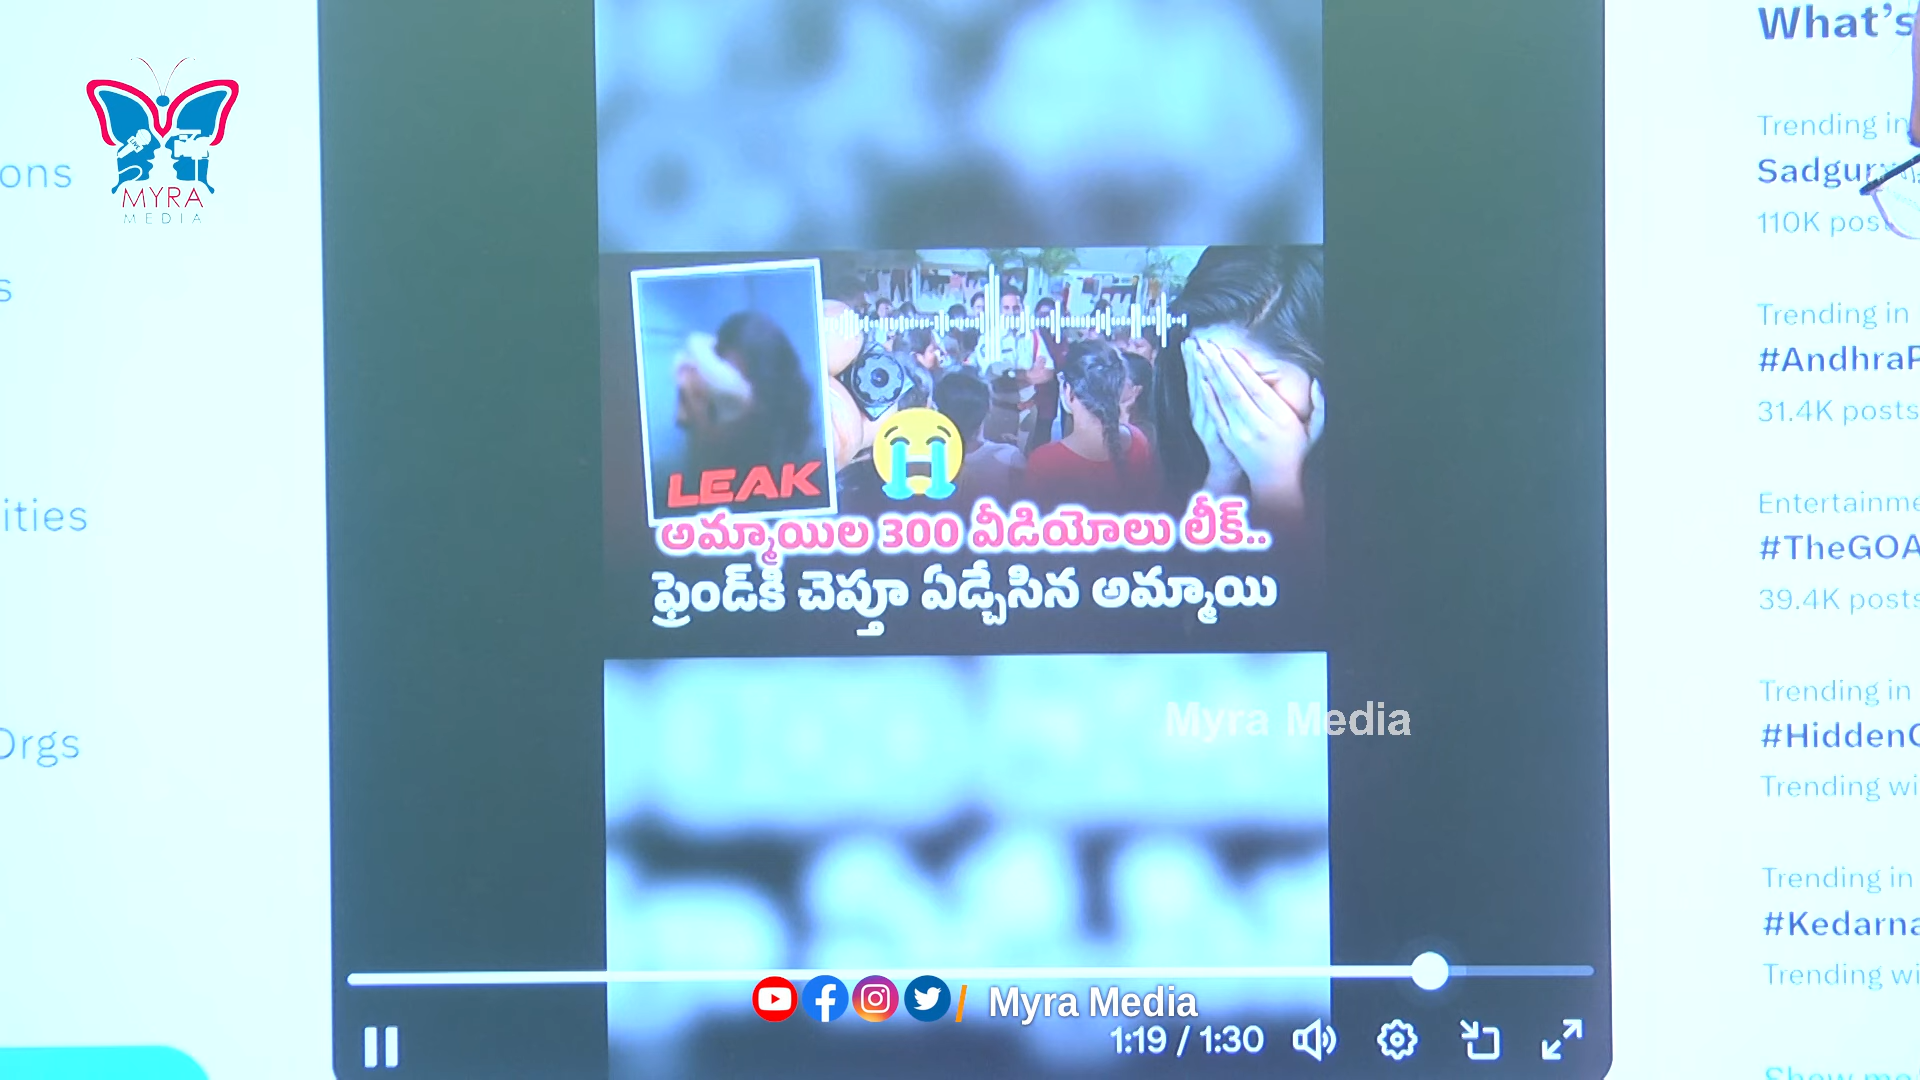 What's
Trending in
Sadgur
110K pos
Trending in
#AndhraP
31.4K posts
Entertainme
#TheGOA
39.4K posts
Trending in
#Hidden
Trending wi
Trending in
#Kedarna
Trending wi
Show mo
ons
s
ities
Orgs
MYRA
MEDIA
LEAK
అమ్మాయిల 300 వీడియోలు లీక్..
ఫ్రెండ్‌కి చెప్తూ ఏడ్చేసిన అమ్మాయి
Myra Media
/ Myra Media
1:19 / 1:30